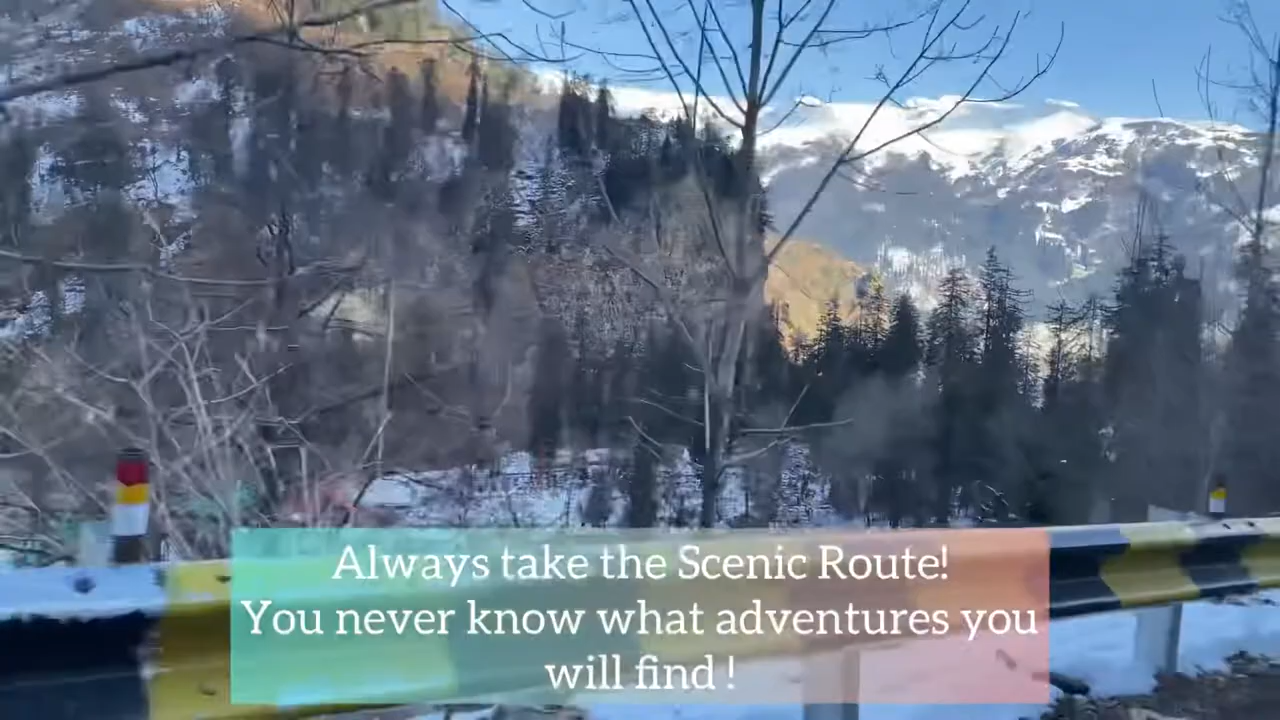 Always take the Scenic Route!
You never know what adventures you
will find !